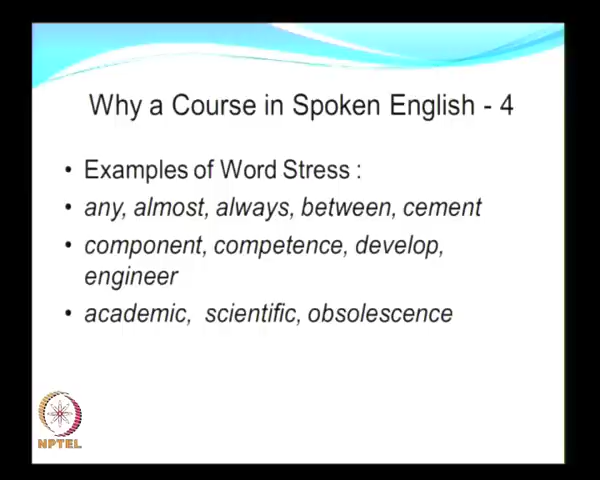 Why a Course in Spoken English - 4
• Examples of Word Stress :
• any, almost, always, between, cement
• component, competence, develop,
engineer
• academic, scientific, obsolescence
NPTEL